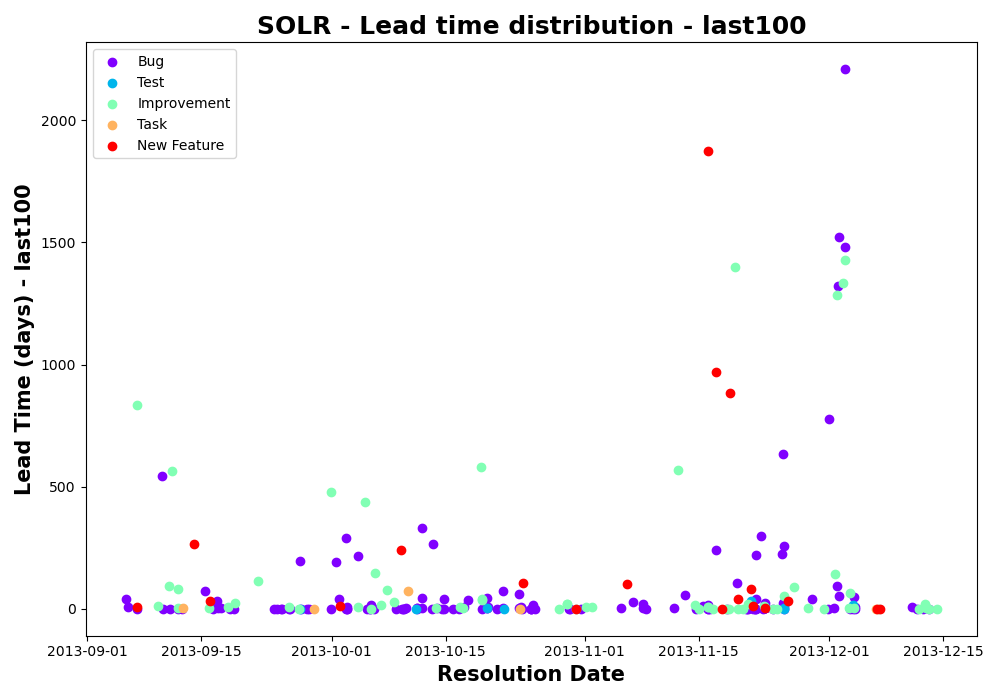 SOLR - Lead time distribution - last100
Bug
Test
Improvement
Task
New Feature
Lead Time (days) - last100
2000
1500
1000
500
0
2013-09-01 2013-09-15 2013-10-01 2013-10-15 2013-11-01 2013-11-15 2013-12-01 2013-12-15
Resolution Date